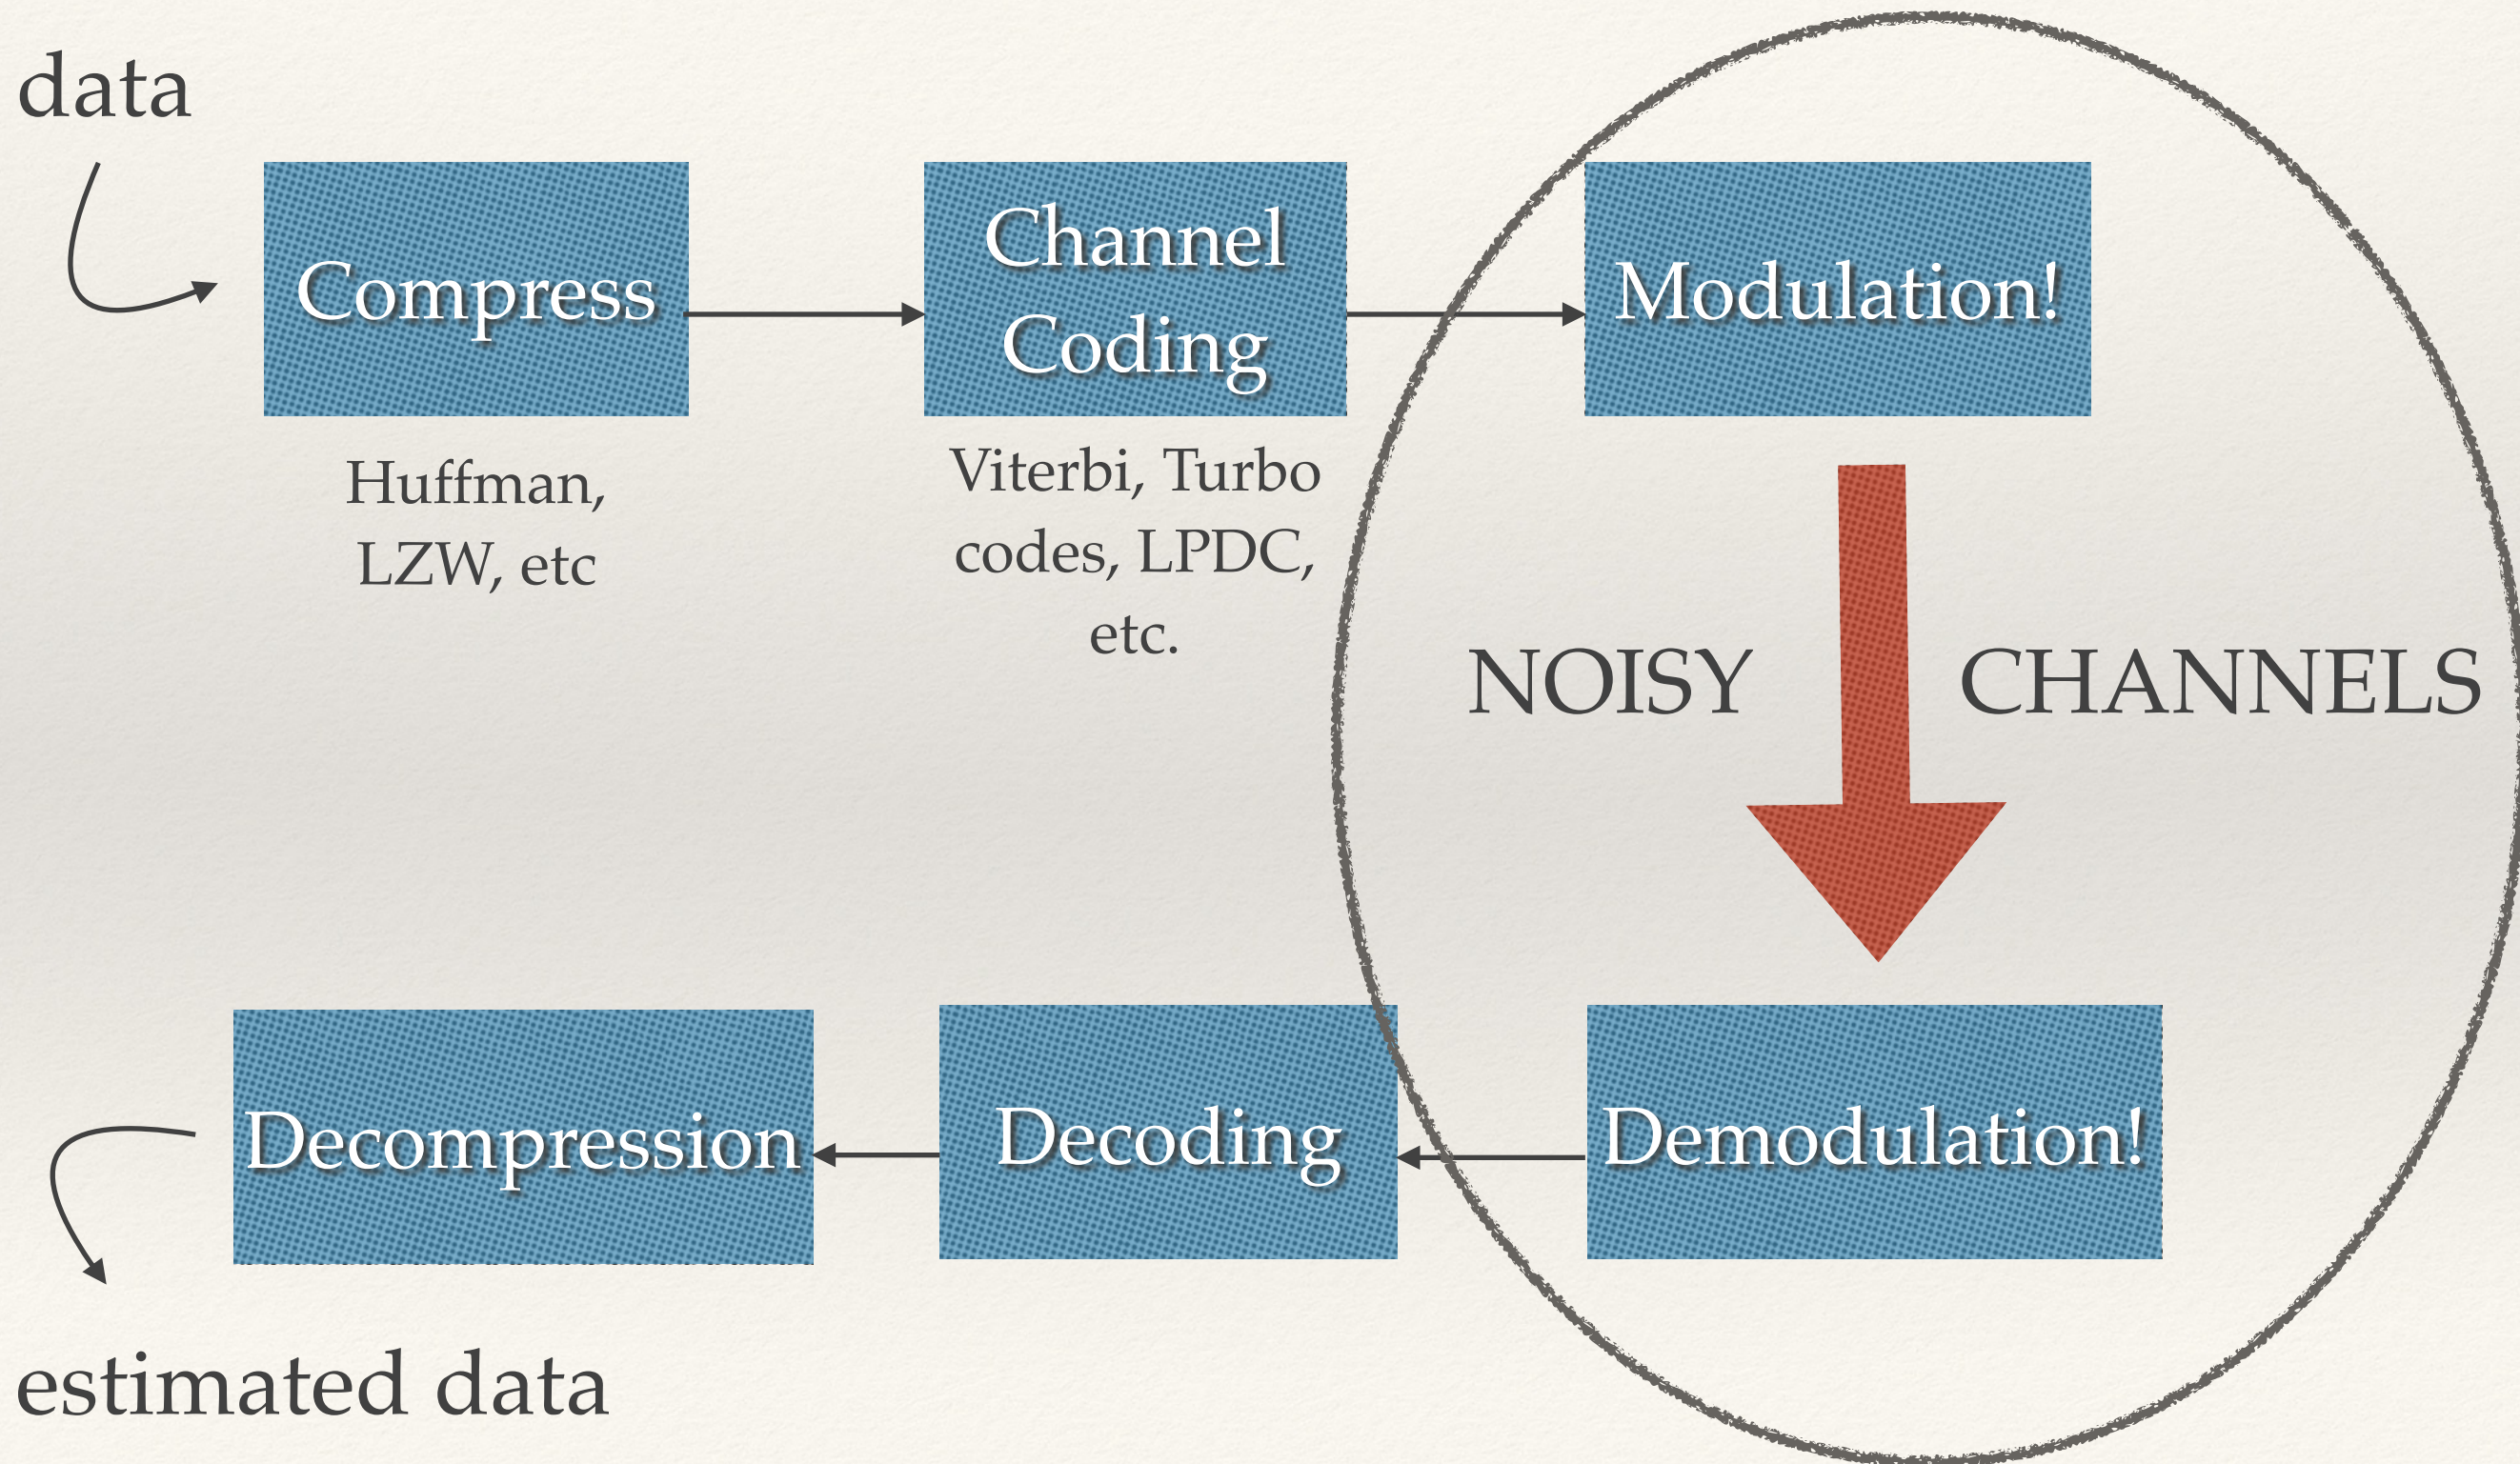 data
Compress
Channel
Coding
Modulation!
Huffman,
LZW, etc
Viterbi, Turbo
codes, LPDC,
etc.
NOISY
CHANNELS
Decompression
Decoding
Demodulation!
estimated data